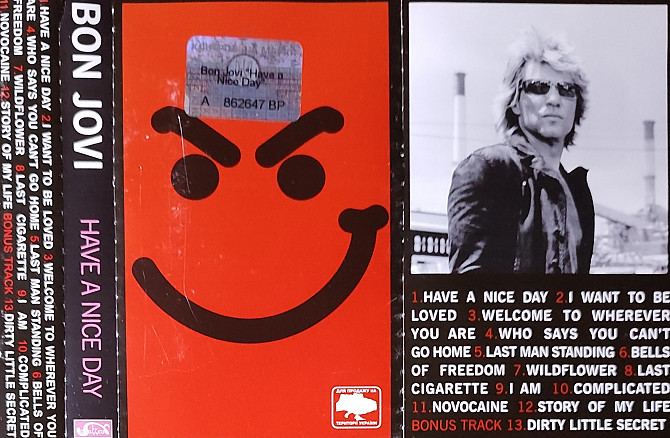 1 HAVE A NICE DAY 2 I WANT TO BE LOVED 3 WELCOME TO WHEREVER YOU
ARE 4.WHO SAYS YOU CAN'T GO HOME 5 LAST MAN STANDING 6 BELLS OF
FREEDOM 7.WILDFLOWER 8 LAST CIGARETTE 9.I AM 10.COMPLICATED
11.NOVOCAINE 12.STORY OF MY LIFE BONUS TRACK 13.DIRTY LITTLE SECRET
BON JOVI HAVE A NICE DAY
Bon Jovi "Have a
Nice Day"
А 862647 ВР
ДЛЯ ПРОДАЖУ НА
ТЕРИТОРІЇ УКРАЇНИ
1.HAVE A NICE DAY 2.I WANT TO BE
LOVED 3.WELCOME TO WHEREVER
YOU ARE 4.WHO SAYS YOU CAN'T
GO HOME 5.LAST MAN STANDING 6.BELLS
OF FREEDOM 7.WILDFLOWER 8.LAST
CIGARETTE 9.I AM 10.COMPLICATED
11.NOVOCAINE 12.STORY OF MY LIFE
BONUS TRACK 13.DIRTY LITTLE SECRET